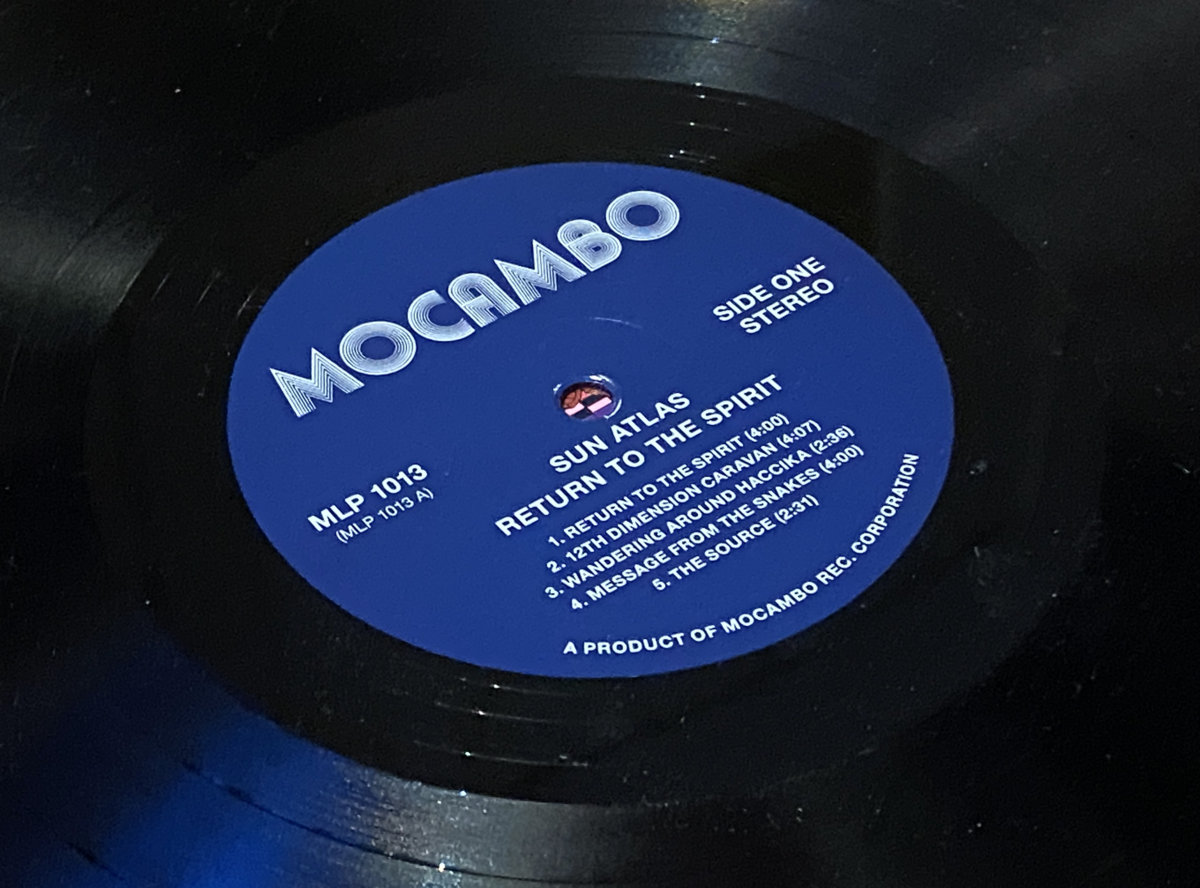 MOCAMBO
SIDE ONE
STEREO
MLP 1013
(MLP 1013 A)
SUN ATLAS
RETURN TO THE SPIRIT
1. RETURN TO THE SPIRIT (4:00)
2. 12TH DIMENSION CARAVAN (4:07)
3. WANDERING AROUND HACCIKA (2:36)
4. MESSAGE FROM THE SNAKES (4:00)
5. THE SOURCE (2:31)
A PRODUCT OF MOCAMBO REC. CORPORATION